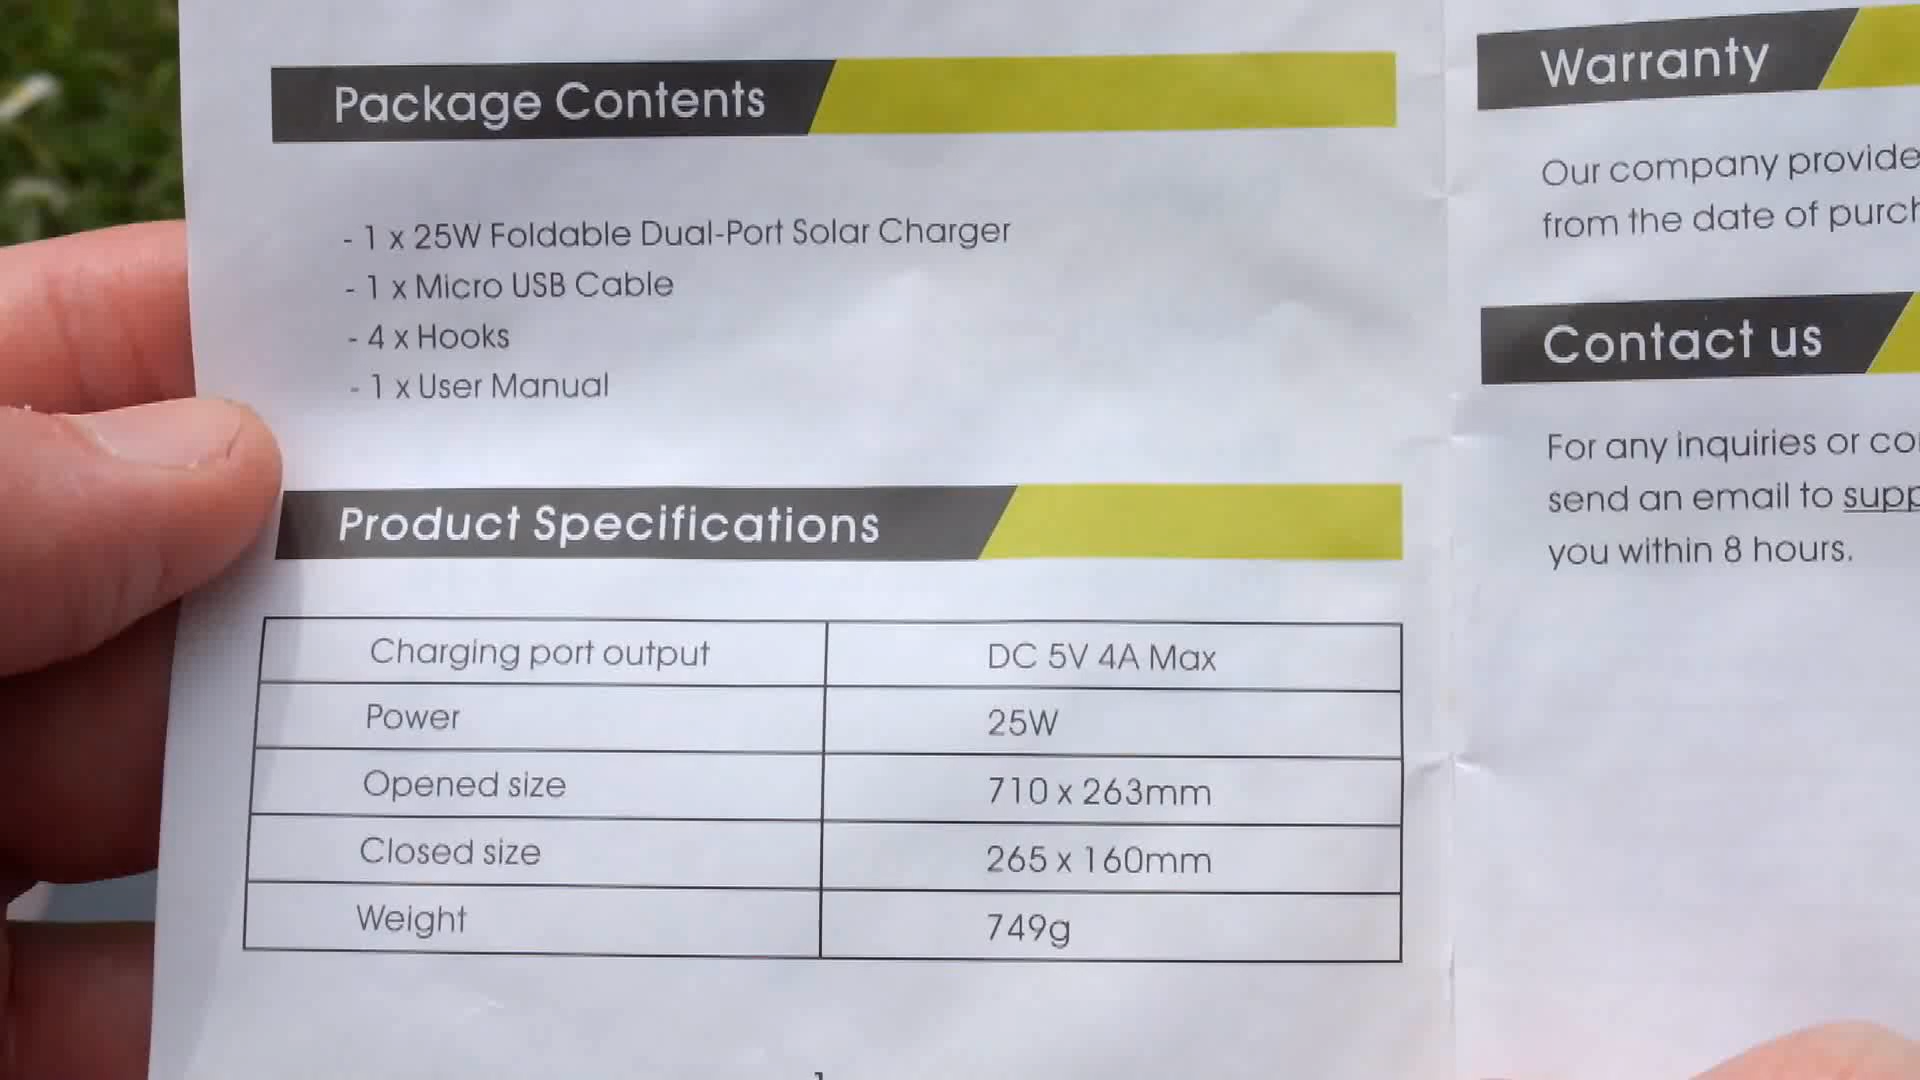 Package Contents
- 1 x 25W Foldable Dual-Port Solar Charger
- 1 x Micro USB Cable
- 4 x Hooks
- 1 x User Manual
Product Specifications
Charging port output DC 5V 4A Max
Power 25W
Opened size 710 x 263mm
Closed size 265 x 160mm
Weight 749g
Warranty
Our company provide
from the date of
Contact us
For any inquiries or
send an email to
you within 8 hours.